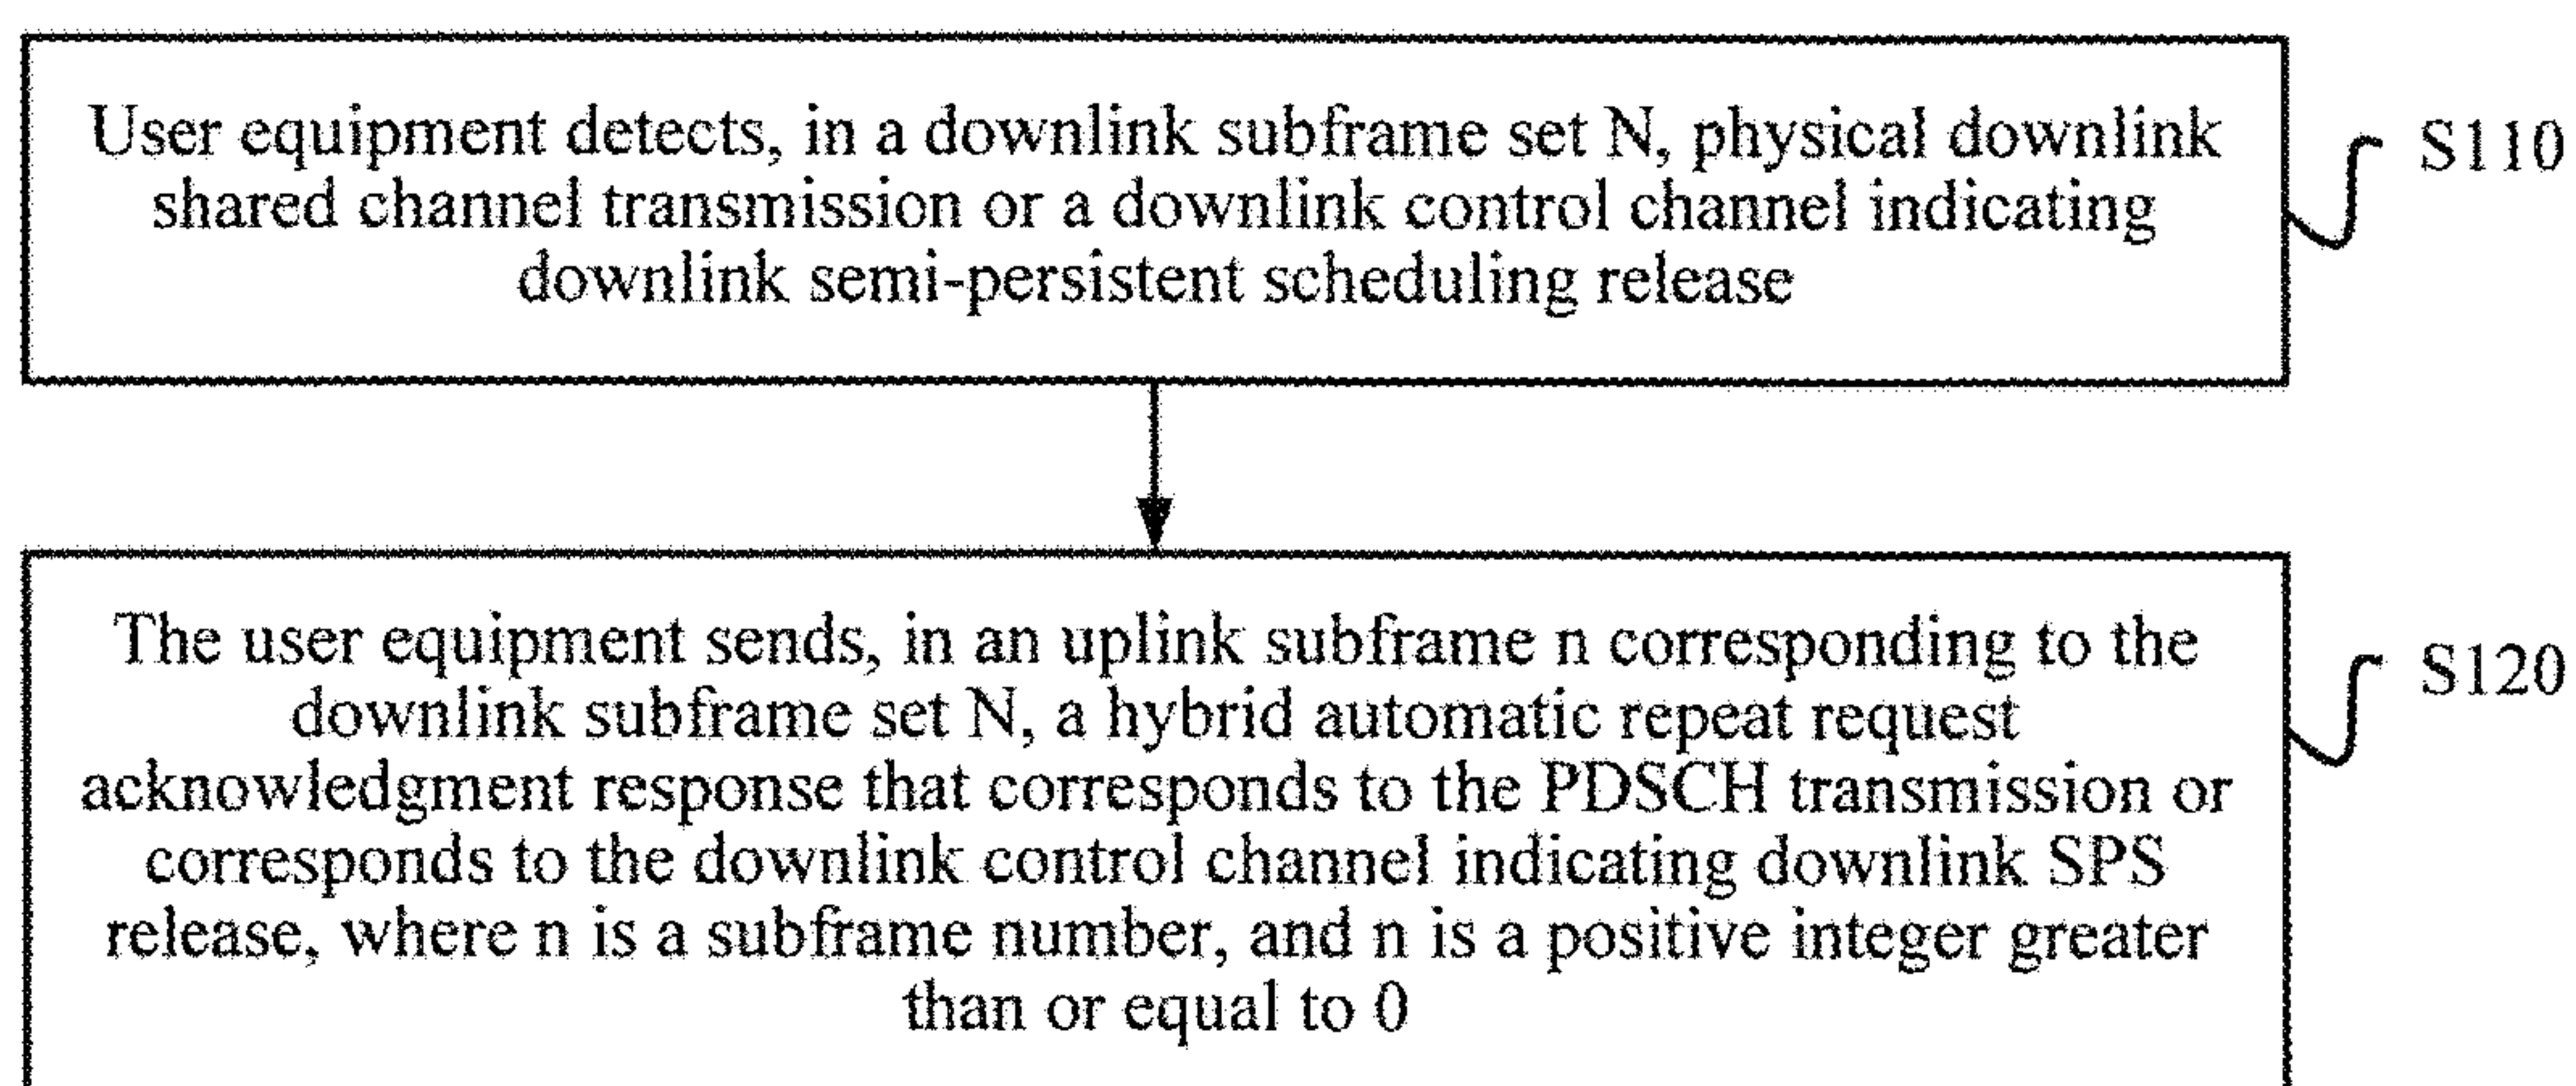 User equipment detects, in a downlink subframe set N, physical downlink
shared channel transmission or a downlink control channel indicating
downlink semi-persistent scheduling release
S110
The user equipment sends, in an uplink subframe n corresponding to the
downlink subframe set N, a hybrid automatic repeat request
acknowledgment response that corresponds to the PDSCH transmission or
corresponds to the downlink control channel indicating downlink SPS
release, where n is a subframe number, and n is a positive integer greater
than or equal to 0
S120